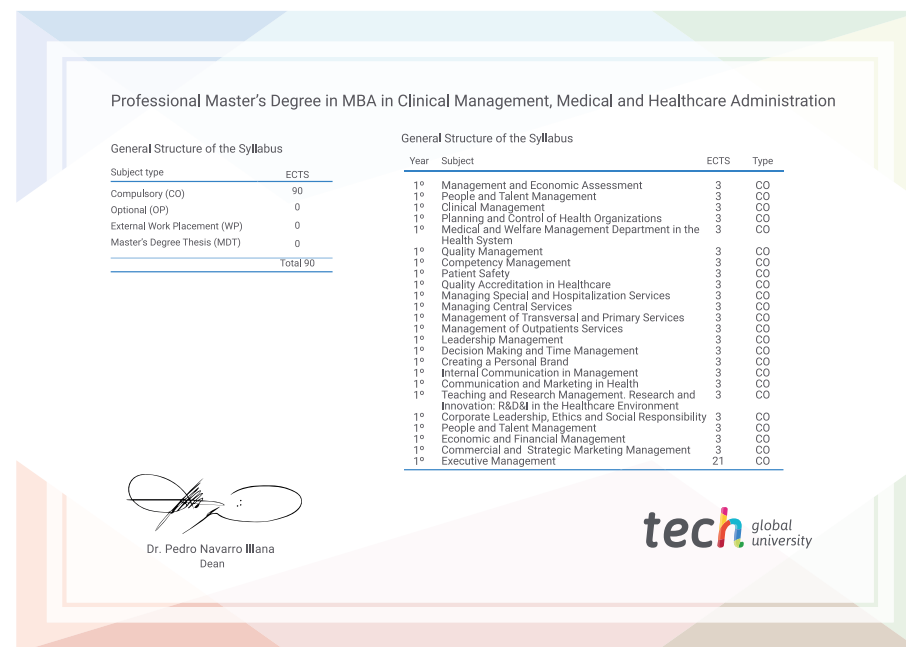 Professional Master's Degree in MBA in Clinical Management, Medical and Healthcare Administration
General Structure of the Syllabus
Subject type ECTS
Compulsory (CO) 90
Optional (OP) 0
External Work Placement (WP) 0
Master's Degree Thesis (MDT) 0
Total 90
General Structure of the Syllabus
Year Subject ECTS Type
1º Management and Economic Assessment 3 CO
1º People and Talent Management 3 CO
1º Clinical Management 3 CO
1º Planning and Control of Health Organizations 3 CO
1º Medical and Welfare Management Department in the 3 CO
Health System
1º Quality Management 3 CO
1º Competency Management 3 CO
1º Patient Safety 3 CO
1º Quality Accreditation in Healthcare 3 CO
1º Managing Special and Hospitalization Services 3 CO
1º Managing Central Services 3 CO
1º Management of Transversal and Primary Services 3 CO
1º Management of Outpatients Services 3 CO
1º Leadership Management 3 CO
1º Decision Making and Time Management 3 CO
1º Creating a Personal Brand 3 CO
1º Internal Communication in Management 3 CO
1º Communication and Marketing in Health 3 CO
1º Teaching and Research Management. Research and 3 CO
Innovation: R&D&I in the Healthcare Environment
1º Corporate Leadership, Ethics and Social Responsibility 3 CO
1º People and Talent Management 3 CO
1º Economic and Financial Management 3 CO
1º Commercial and Strategic Marketing Management 3 CO
1º Executive Management 21 CO
Dr. Pedro Navarro Illana
Dean
tech global
university